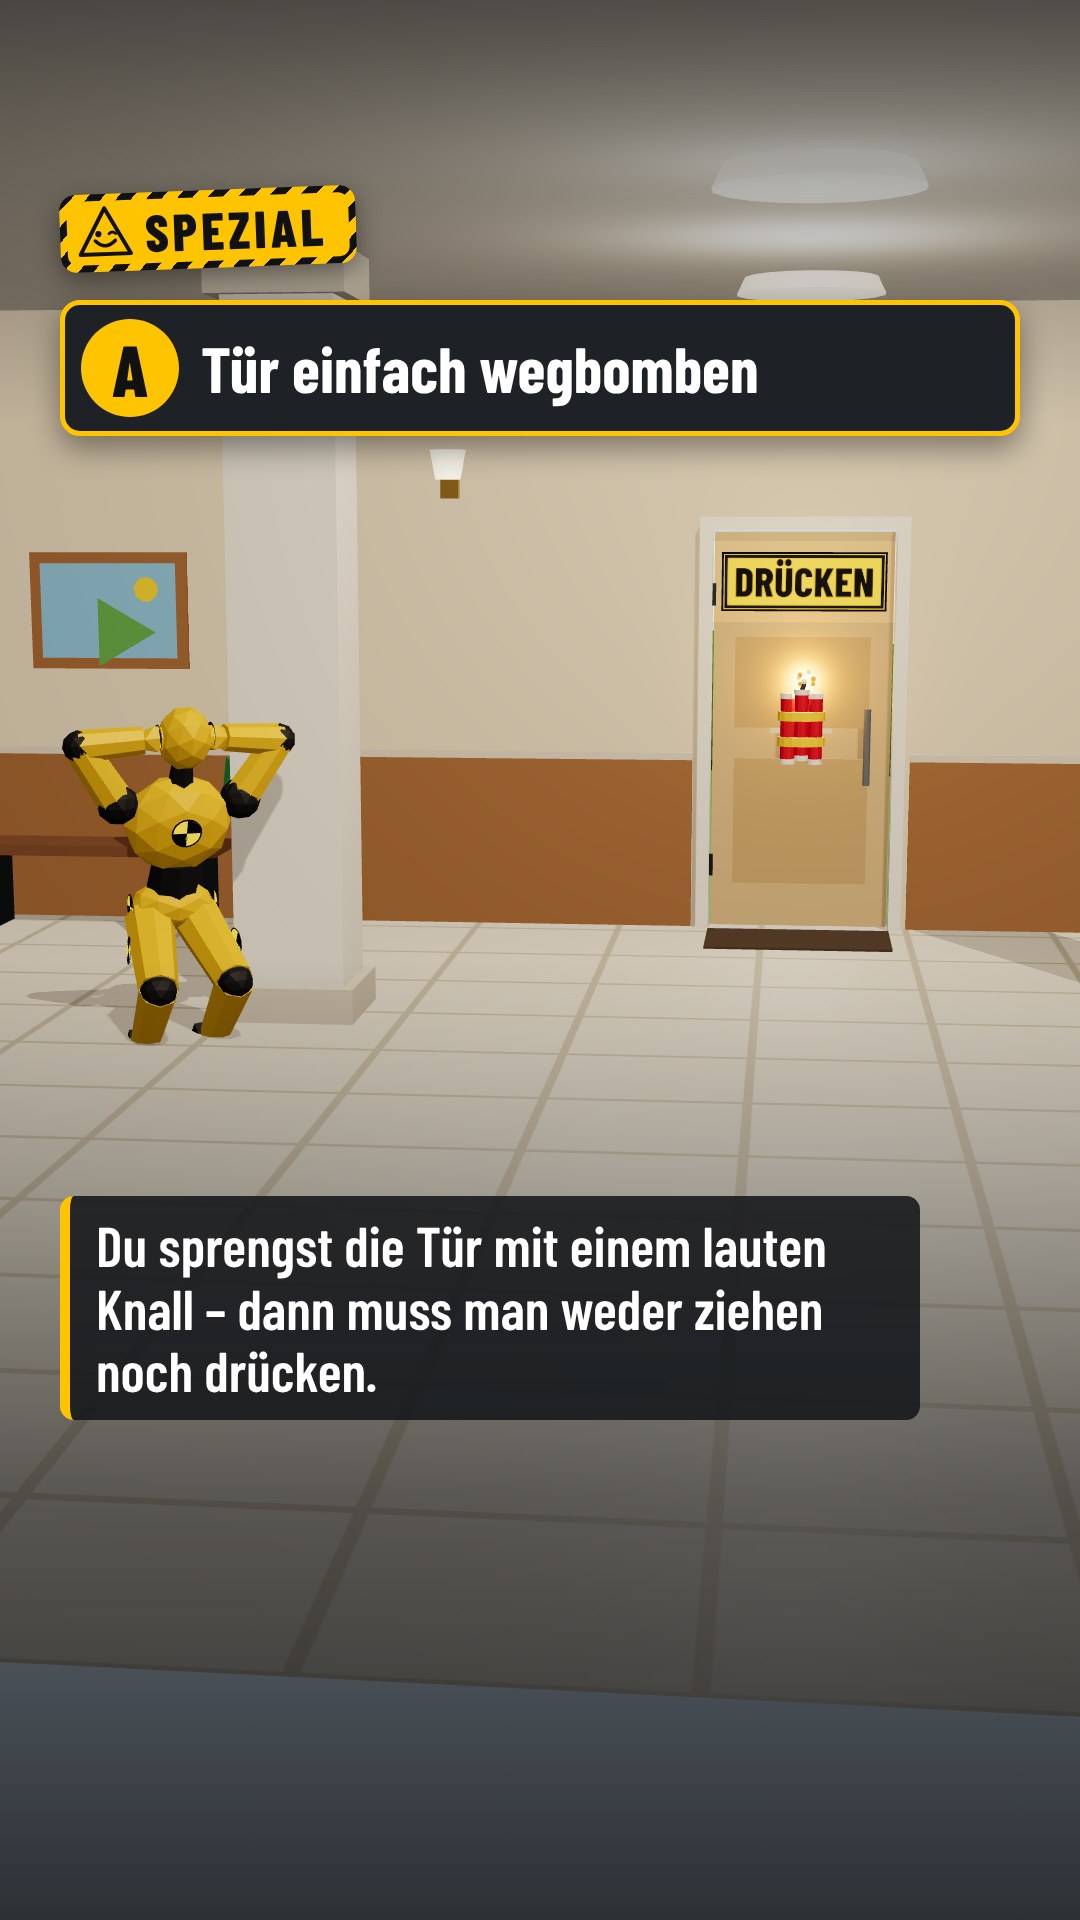 SPEZIAL
A Tür einfach wegbomben
DRÜCKEN
Du sprengst die Tür mit einem lauten
Knall – dann muss man weder ziehen
noch drücken.